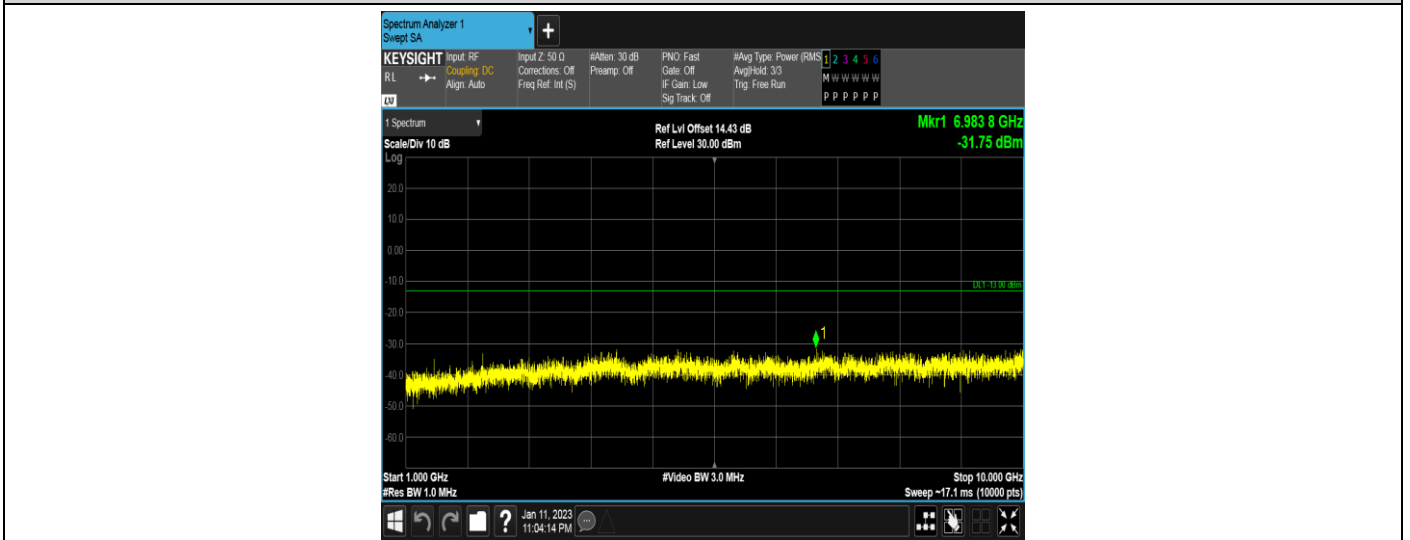 Spectrum Analyzer 1
Swept SA
+
KEYSIGHT
RL
LXI
Input: RF
Coupling: DC
Align: Auto
Input Z: 50 Ω
Corrections: Off
Freq Ref: Int (S)
#Atten: 30 dB
Preamp: Off
PNO: Fast
Gate: Off
IF Gain: Low
Sig Track: Off
#Avg Type: Power (RMS
Avg|Hold: 3/3
Trig: Free Run
1 2 3 4 5 6
M W W W W W
P P P P P P
1 Spectrum
Scale/Div 10 dB
Log
Ref Lvl Offset 14.43 dB
Ref Level 30.00 dBm
Mkr1 6.983 8 GHz
-31.75 dBm
20.0
10.0
0.00
-10.0
DL1 -13.00 dBm
-20.0
1
-30.0
-40.0
-50.0
-60.0
Start 1.000 GHz
#Res BW 1.0 MHz
#Video BW 3.0 MHz
Stop 10.000 GHz
Sweep ~17.1 ms (10000 pts)
?
Jan 11, 2023
11:04:14 PM